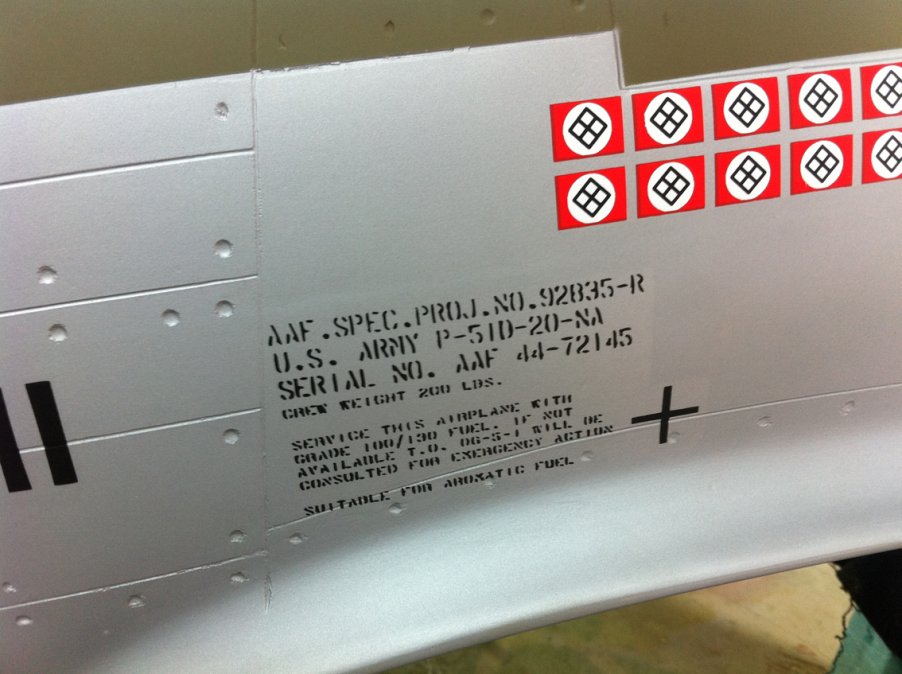 AAF.SPEC.PROJ.NO.92835-R
U.S. ARMY P-51D-20-NA
SERIAL NO. AAF 44-72145
CREW WEIGHT 200 LBS.
SERVICE THIS AIRPLANE WITH
GRADE 100/130 FUEL. IF NOT
AVAILABLE T.O. 06-5-1 WILL BE
CONSULTED FOR EMERGENCY ACTION
SUITABLE FOR AROMATIC FUEL